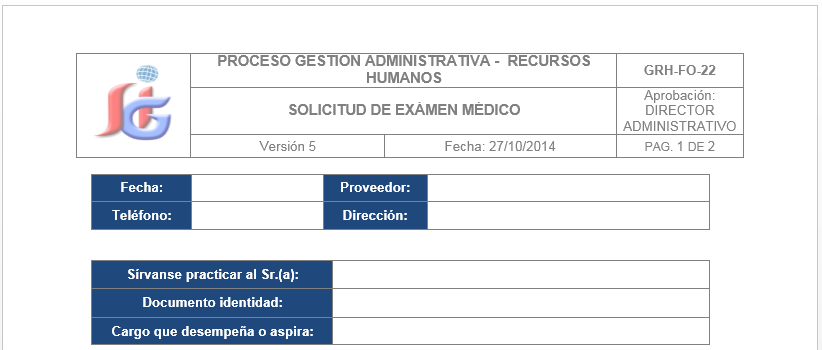 PROCESO GESTION ADMINISTRATIVA - RECURSOS
HUMANOS
GRH-FO-22
SOLICITUD DE EXÁMEN MÉDICO
Aprobación:
DIRECTOR
ADMINISTRATIVO
Versión 5
Fecha: 27/10/2014
PAG. 1 DE 2
Fecha:
Proveedor:
Teléfono:
Dirección:
Sírvanse practicar al Sr.(a):
Documento identidad:
Cargo que desempeña o aspira: